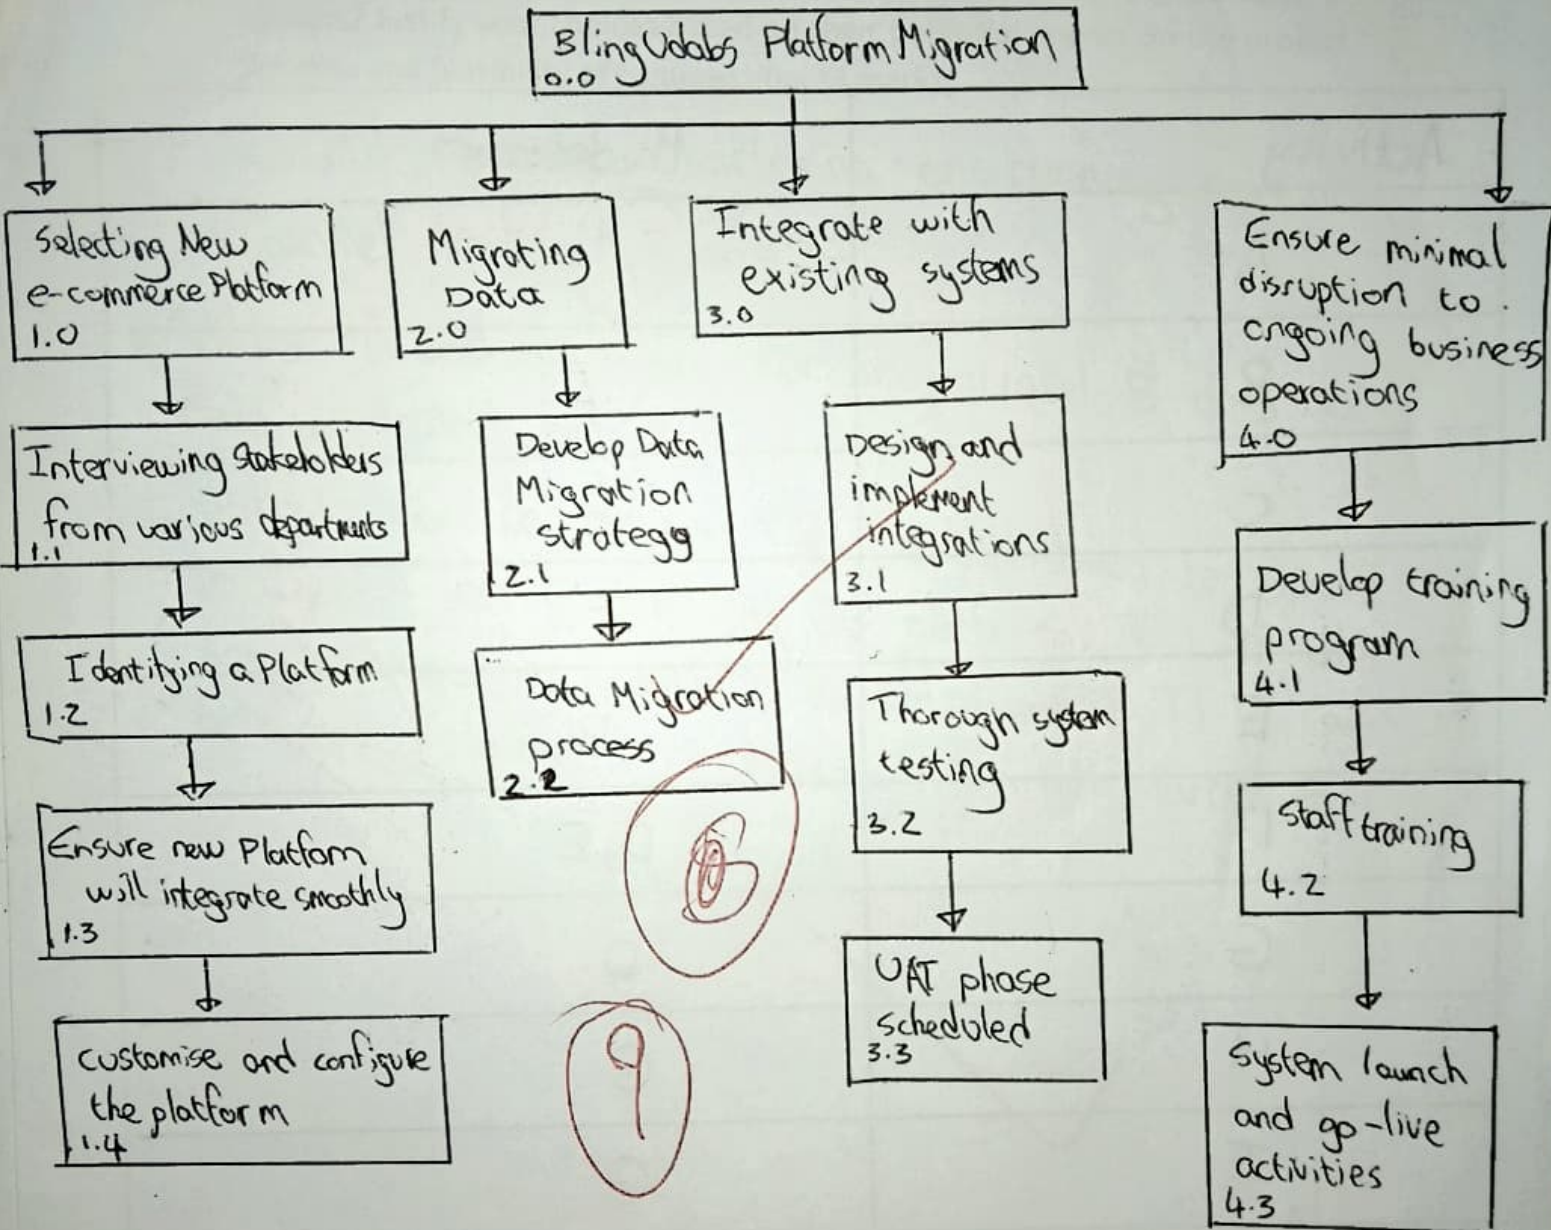 BlingUdabs Platform Migration
0.0
Selecting New
e-commerce Platform
1.0
Interviewing Stakeholders
from various departments
1.1
Identifying a Platform
1.2
Ensure new Platform
will integrate smoothly
1.3
customise and configure
the platform
1.4
Migrating
Data
2.0
Develop Data
Migration
strategy
2.1
Data Migration
process
2.2
Integrate with
existing systems
3.0
Design and
implement
integrations
3.1
Thorough system
testing
3.2
UAT phase
scheduled
3.3
Ensure minimal
disruption to
ongoing business
operations
4.0
Develop training
program
4.1
Staff training
4.2
System launch
and go-live
activities
4.3
9